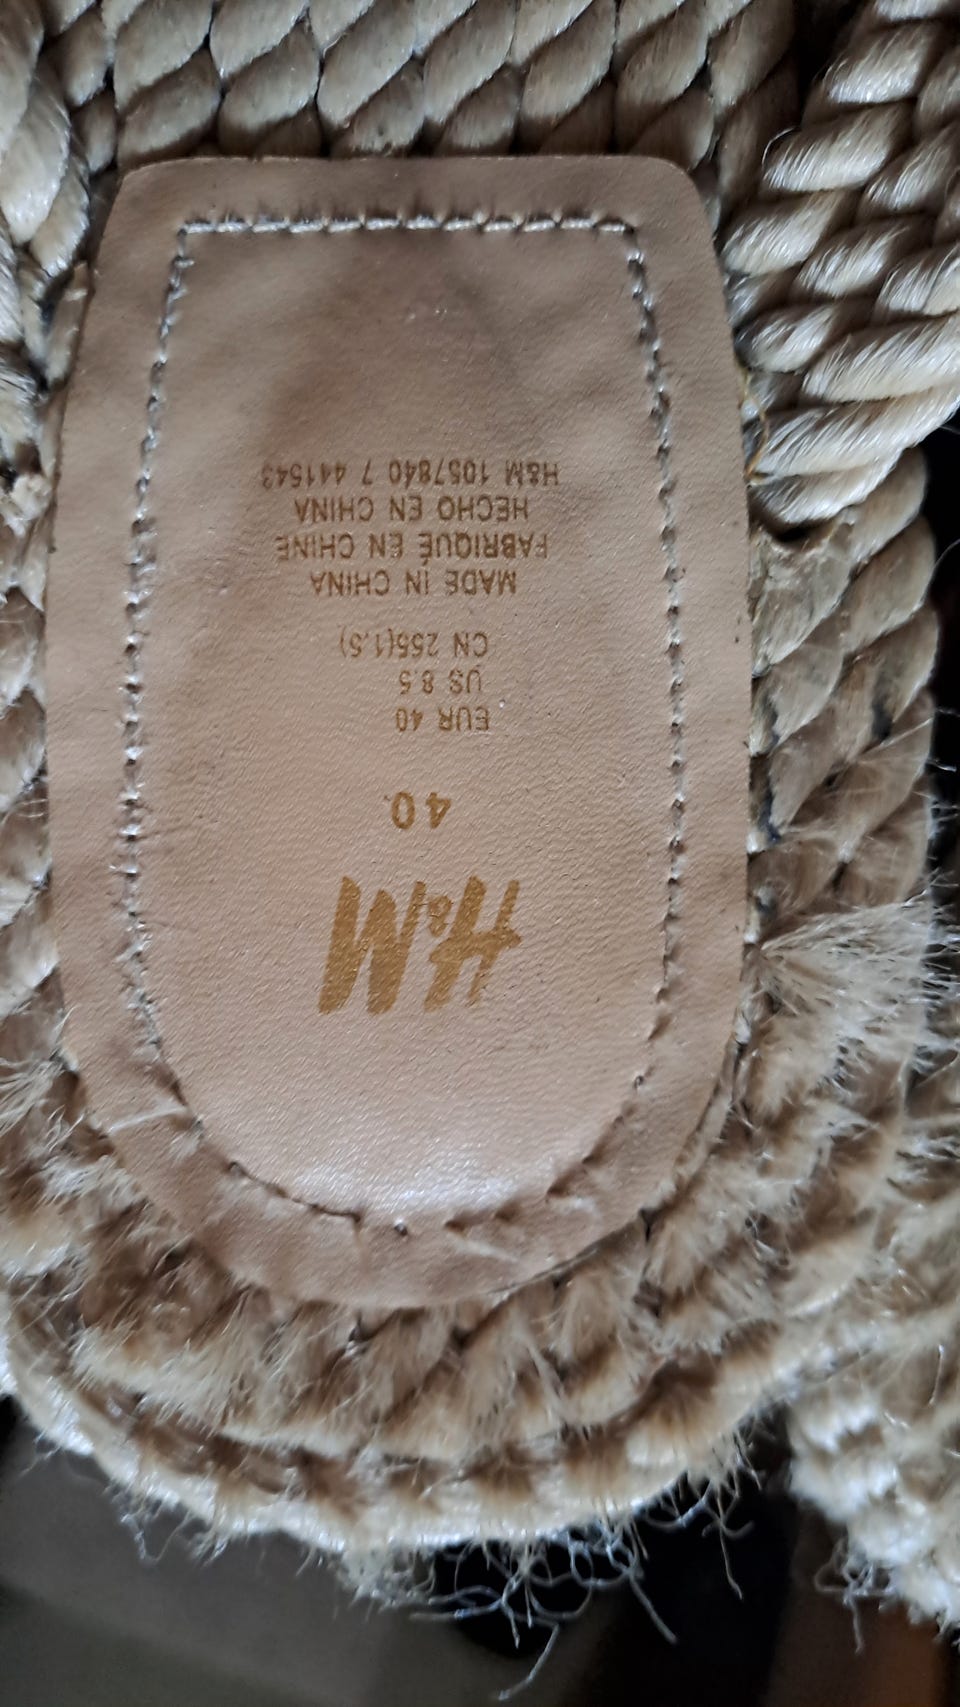 H&M
40
EUR 40
US 8.5
CN 255(1.5)
MADE IN CHINA
FABRIQUÉ EN CHINE
HECHO EN CHINA
H&M 1057840 7 441543